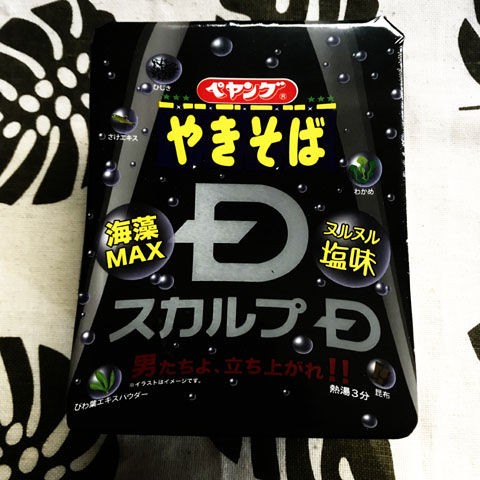 ひじき
ペヤング®
さけエキス
やきそば
わかめ
海藻
MAX
D
ヌルヌル
塩味
スカルプD
男たちよ、立ち上がれ!!
※イラストはイメージです。
びわ葉エキスパウダー
熱湯3分
昆布